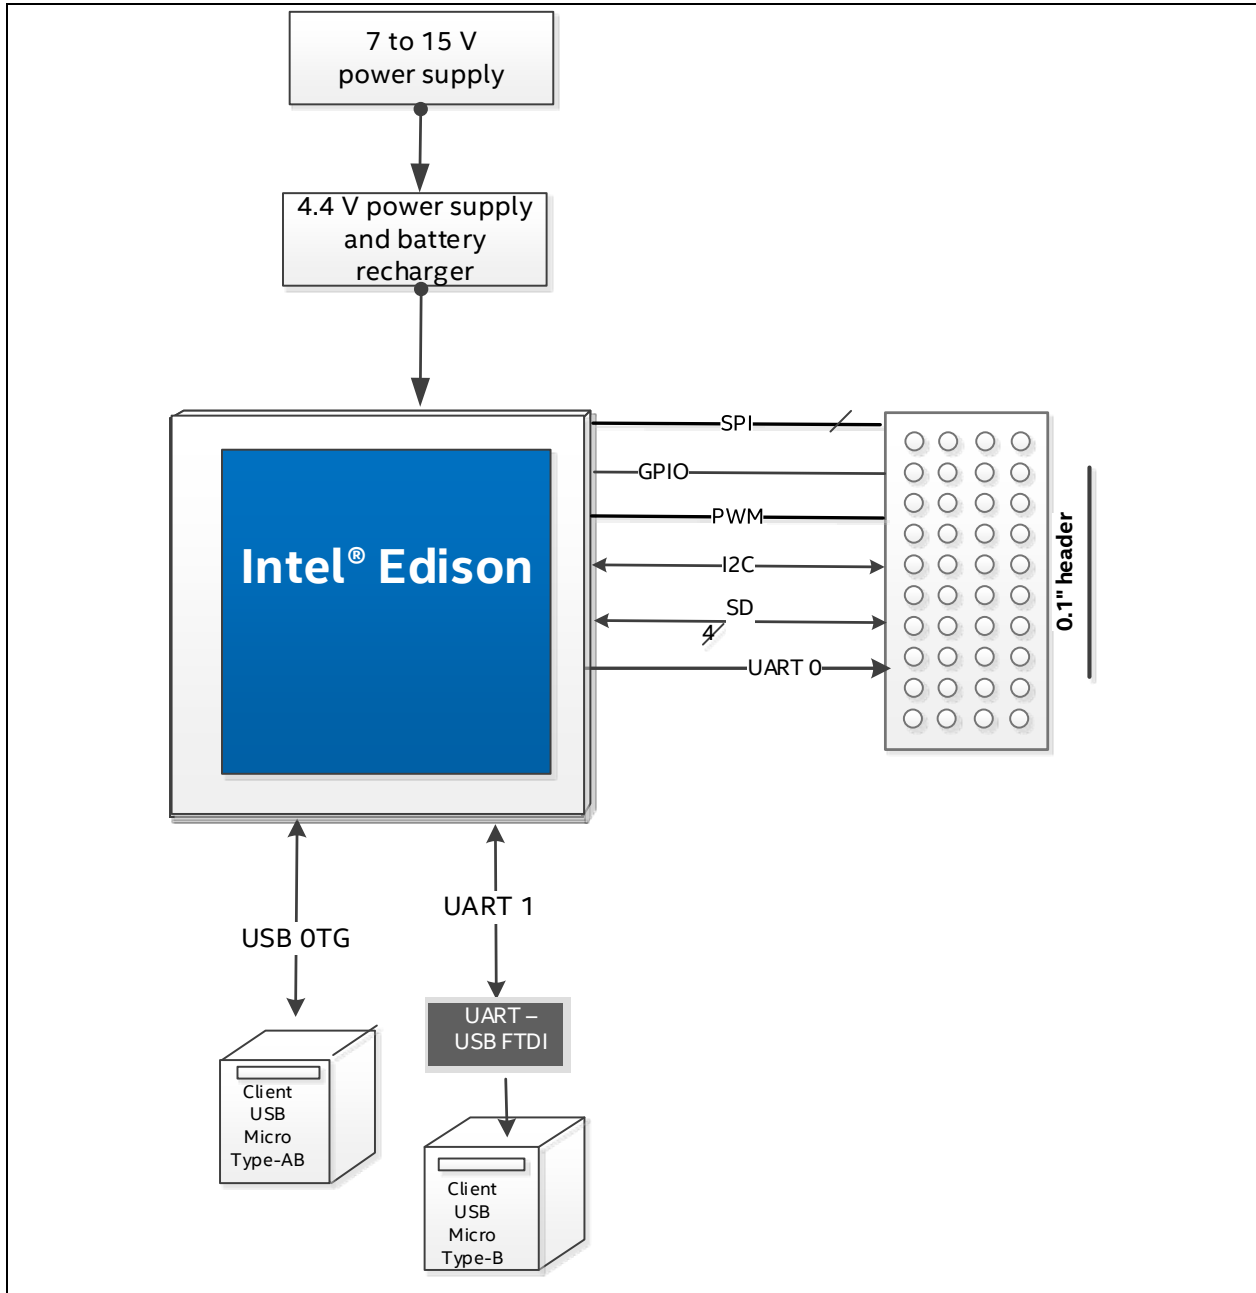 7 to 15 V
power supply
4.4 V power supply
and battery
recharger
Intel® Edison
SPI
GPIO
PWM
I2C
SD
4
UART 0
0.1" header
UART 1
USB OTG
UART –
USB FTDI
Client
USB
Micro
Type-AB
Client
USB
Micro
Type-B